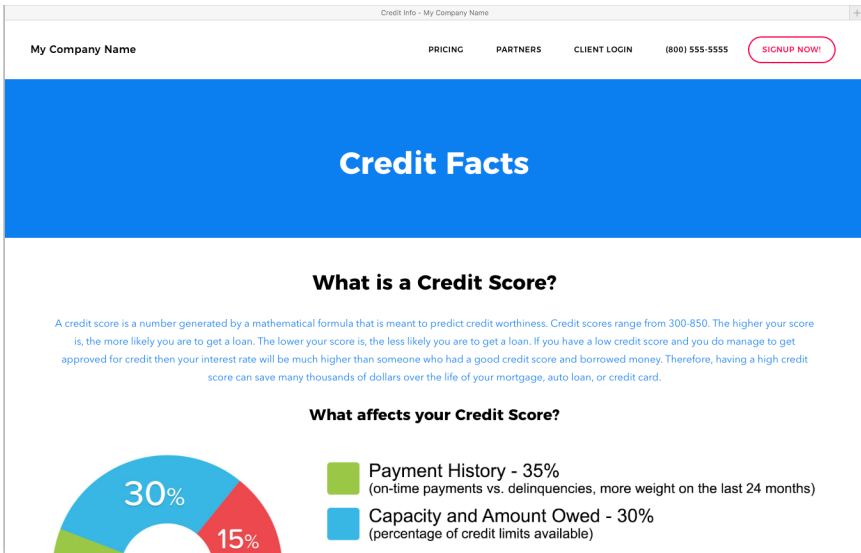 Credit Info - My Company Name
+
My Company Name
PRICING
PARTNERS
CLIENT LOGIN
(800) 555-5555
SIGNUP NOW!
Credit Facts
What is a Credit Score?
A credit score is a number generated by a mathematical formula that is meant to predict credit worthiness. Credit scores range from 300-850. The higher your score
is, the more likely you are to get a loan. The lower your score is, the less likely you are to get a loan. If you have a low credit score and you do manage to get
approved for credit then your interest rate will be much higher than someone who had a good credit score and borrowed money. Therefore, having a high credit
score can save many thousands of dollars over the life of your mortgage, auto loan, or credit card.
What affects your Credit Score?
30%
15%
Payment History - 35%
(on-time payments vs. delinquencies, more weight on the last 24 months)
Capacity and Amount Owed - 30%
(percentage of credit limits available)